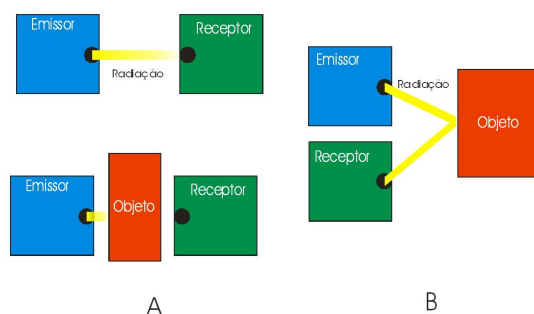 Emissor
Receptor
Radiação
Emissor
Objeto
Receptor
A
Emissor
Radiação
Objeto
Receptor
B